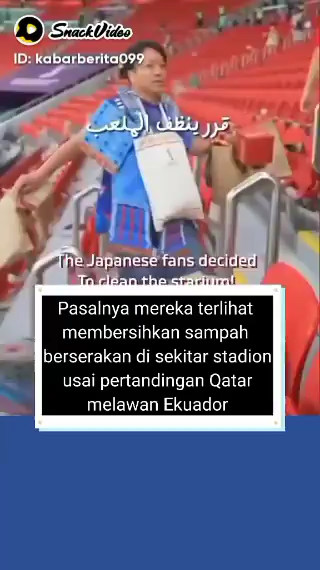 SnackVideo
ID: kabarberita099
قرر ينظف الملعب
The Japanese fans decided
To clean the stadium!
Pasalnya mereka terlihat
membersihkan sampah
berserakan di sekitar stadion
usai pertandingan Qatar
melawan Ekuador